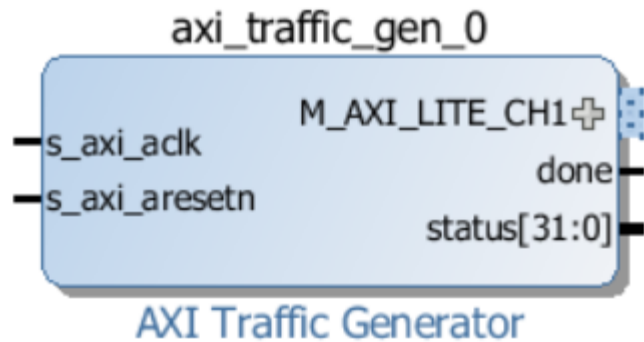 axi_traffic_gen_0
M_AXI_LITE_CH1
s_axi_aclk
done
s_axi_aresetn
status[31:0]
AXI Traffic Generator